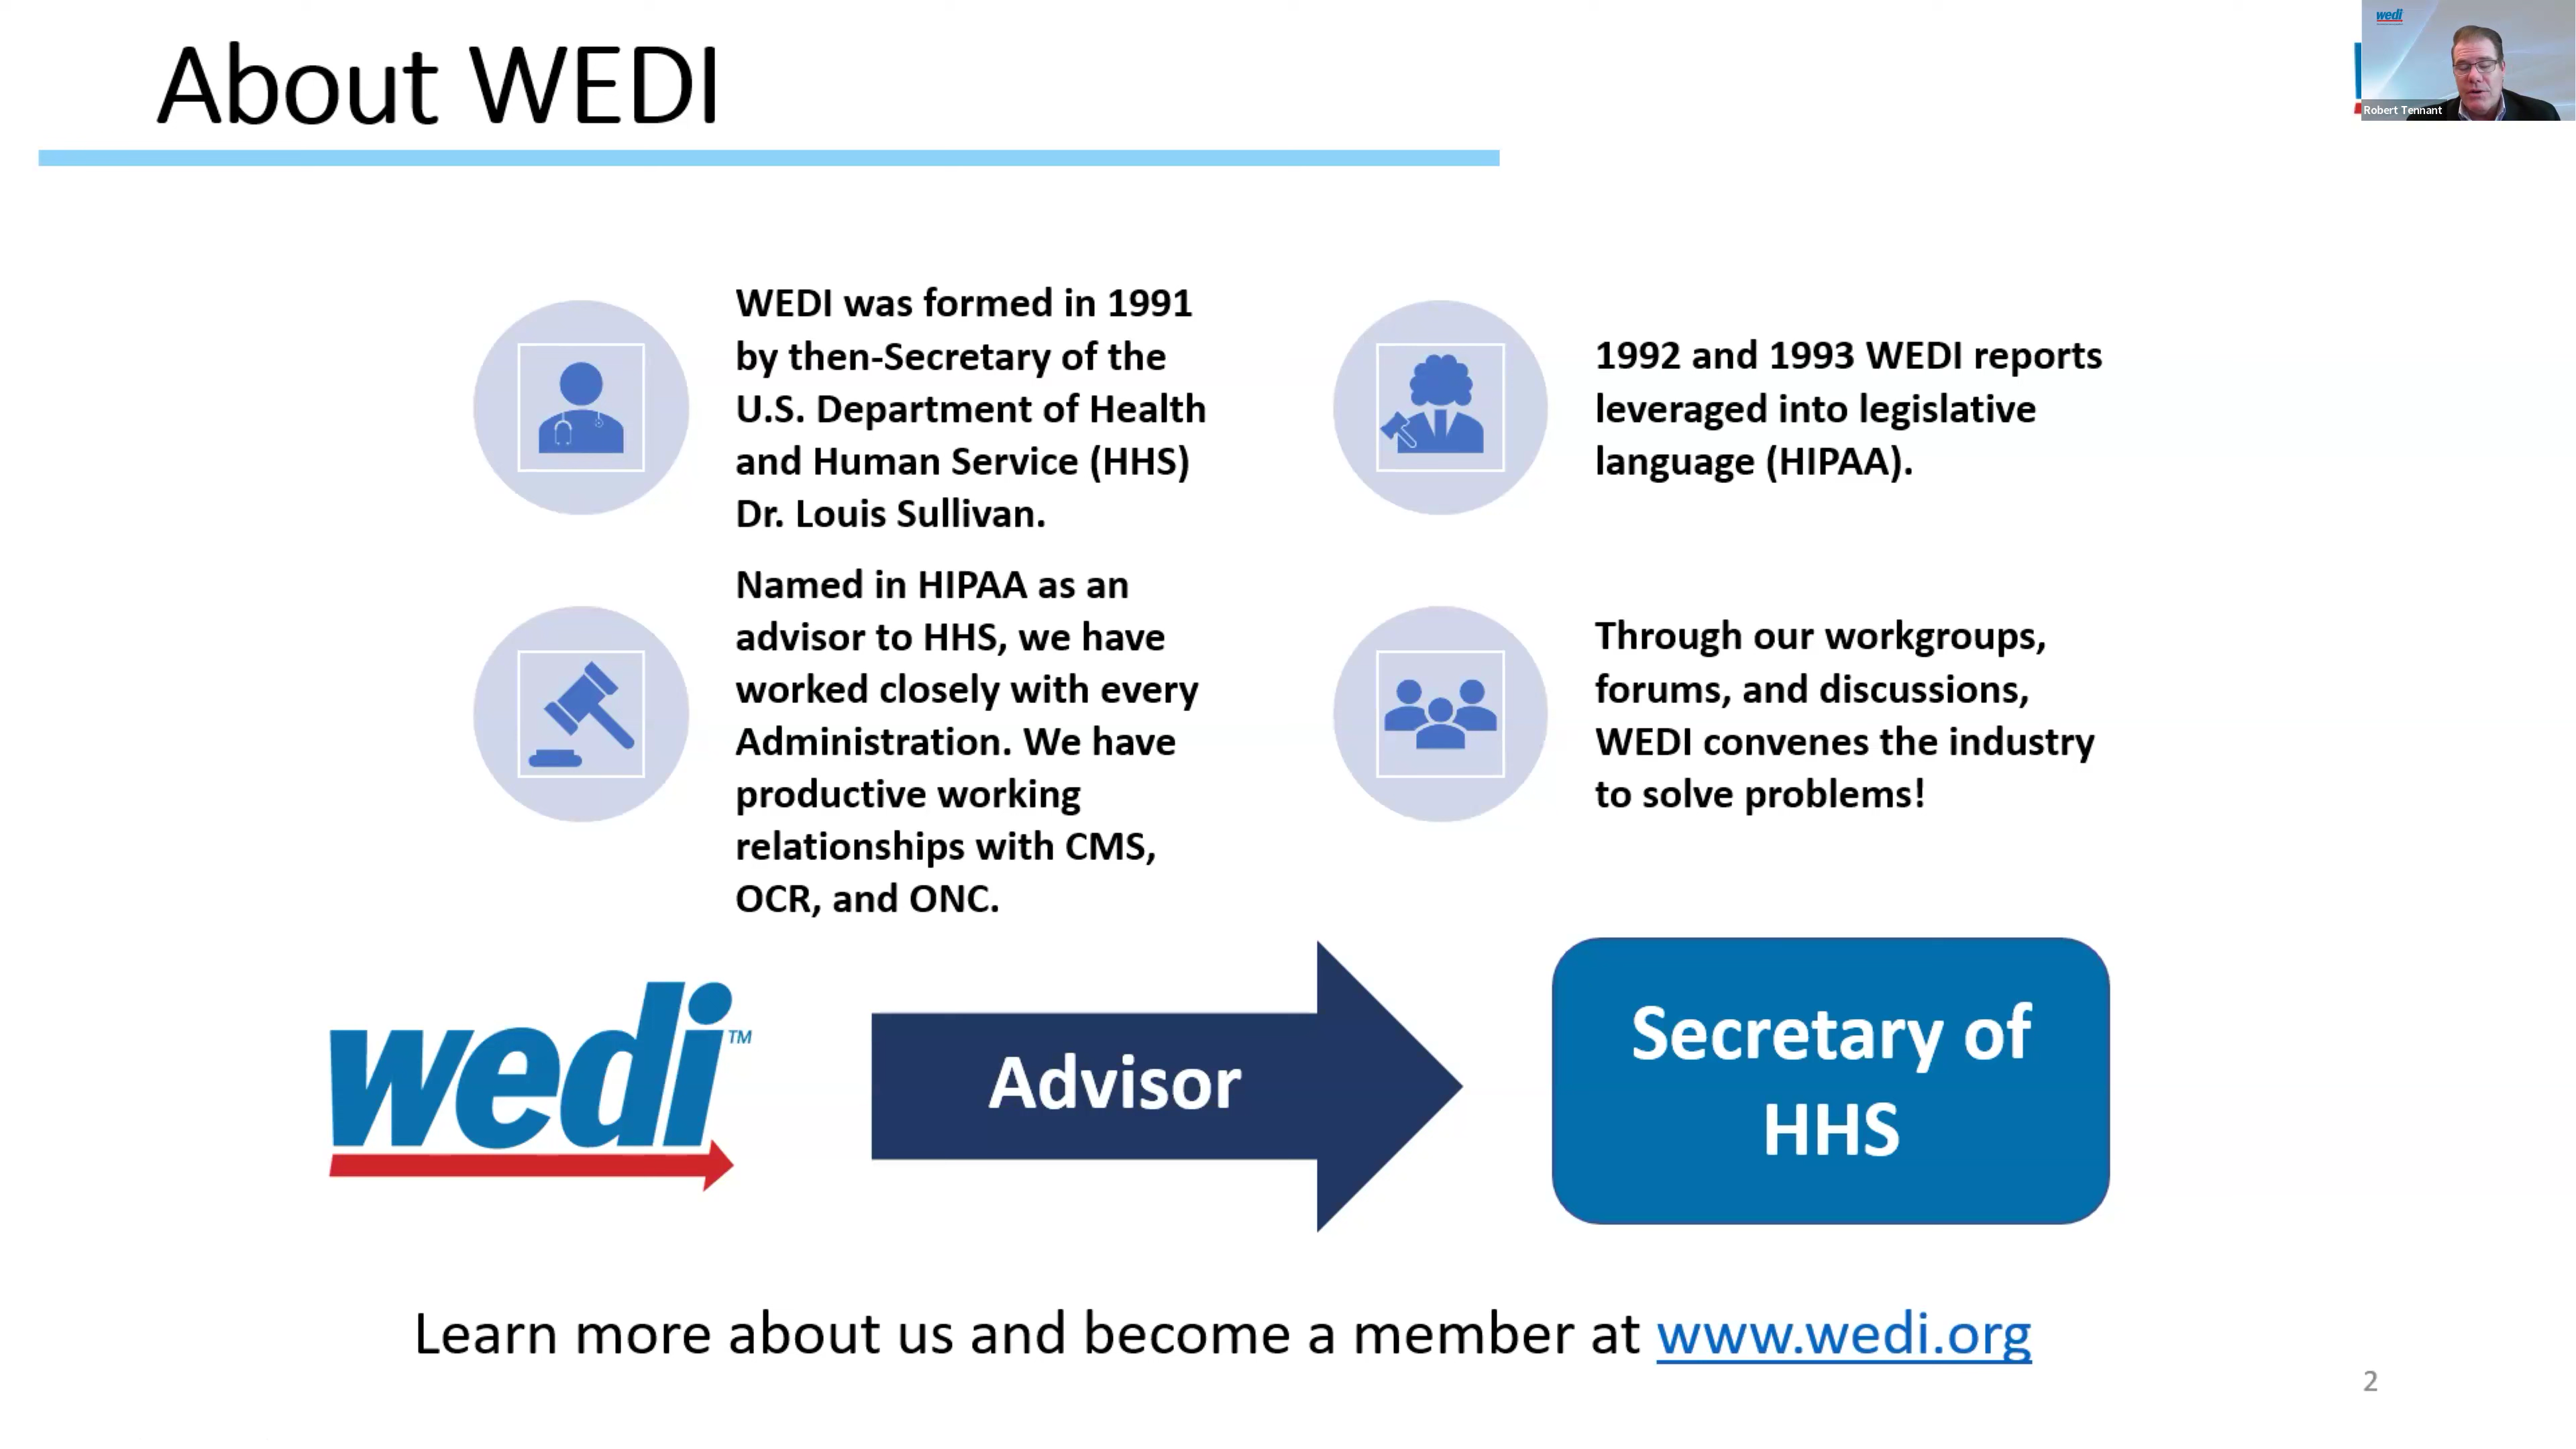 About WEDI
wedi
Robert Tennant
WEDI was formed in 1991
by then-Secretary of the
U.S. Department of Health
and Human Service (HHS)
Dr. Louis Sullivan.
1992 and 1993 WEDI reports
leveraged into legislative
language (HIPAA).
Named in HIPAA as an
advisor to HHS, we have
worked closely with every
Administration. We have
productive working
relationships with CMS,
OCR, and ONC.
Through our workgroups,
forums, and discussions,
WEDI convenes the industry
to solve problems!
wedi™
Advisor
Secretary of
HHS
Learn more about us and become a member at www.wedi.org
2